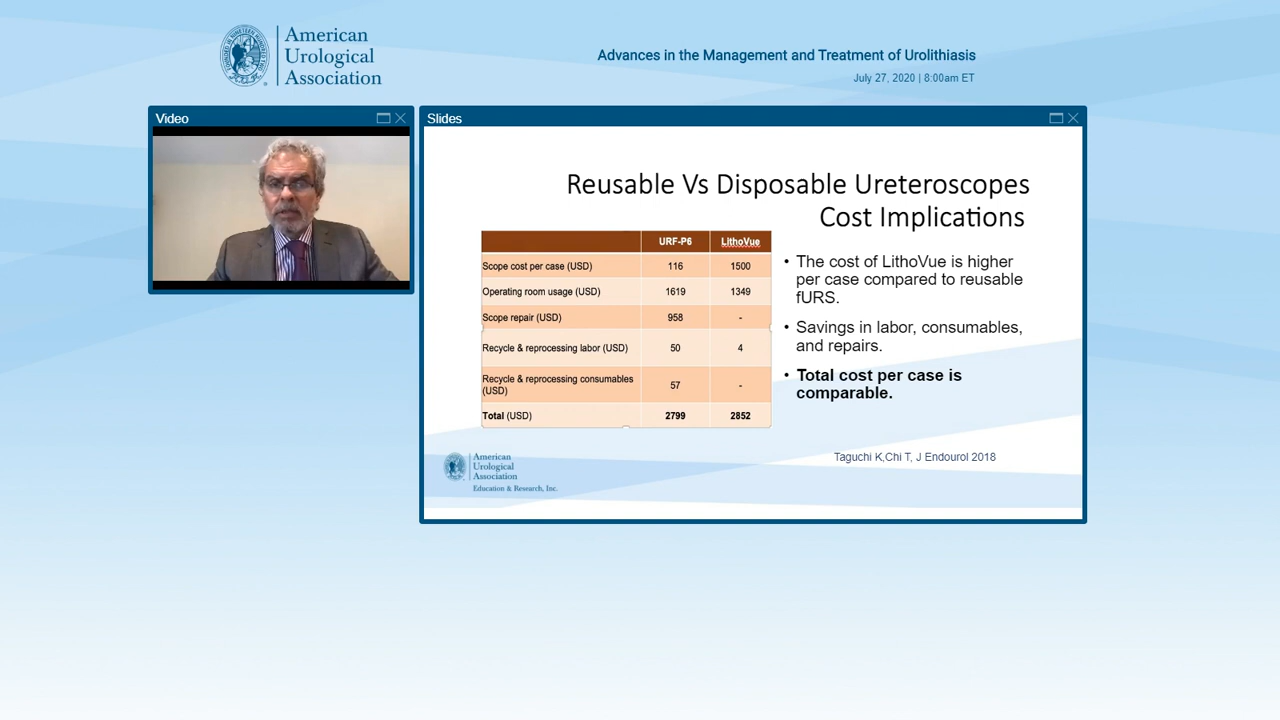 American
Urological
Association
Advances in the Management and Treatment of Urolithiasis
July 27, 2020 | 8:00am ET
Video
Slides
Reusable Vs Disposable Ureteroscopes
Cost Implications
URF-P6 LithoVue
Scope cost per case (USD) 116 1500
Operating room usage (USD) 1619 1349
Scope repair (USD) 958 -
Recycle & reprocessing labor (USD) 50 4
Recycle & reprocessing consumables
(USD) 57 -
Total (USD) 2799 2852
• The cost of LithoVue is higher
per case compared to reusable
fURS.
• Savings in labor, consumables,
and repairs.
• Total cost per case is
comparable.
Taguchi K,Chi T, J Endourol 2018
American
Urological
Association
Education & Research, Inc.